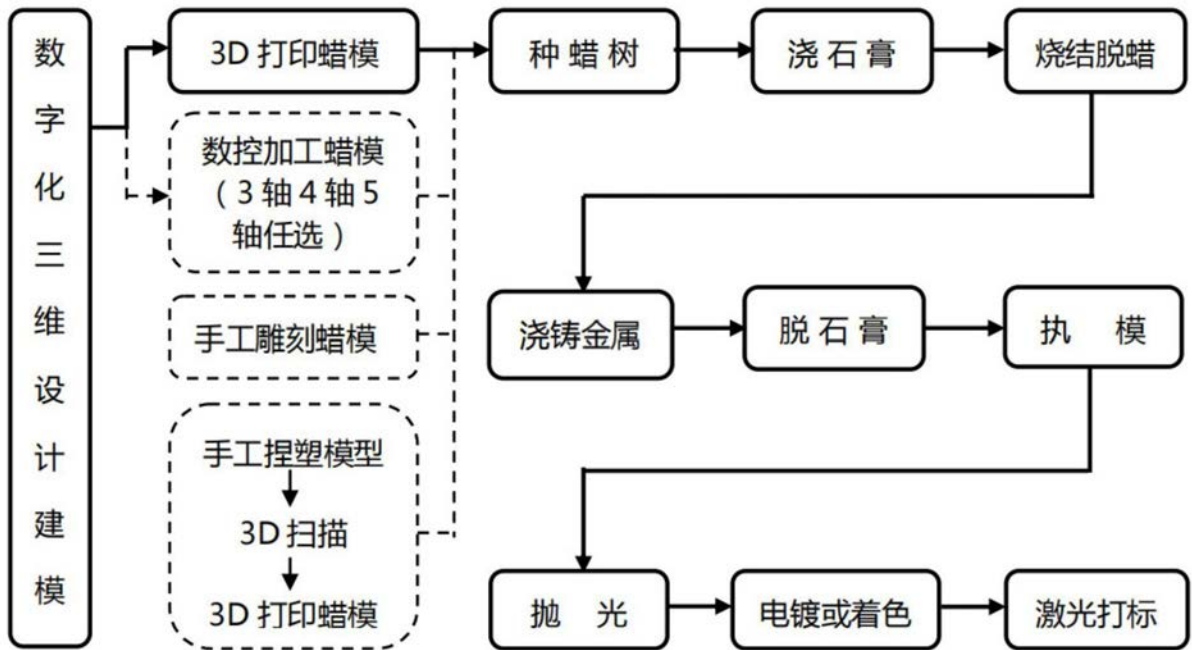 数字化三维设计建模
3D 打印蜡模
数控加工蜡模
（3 轴 4 轴 5
轴任选）
手工雕刻蜡模
手工捏塑模型
3D 扫描
3D 打印蜡模
种 蜡 树
浇 石 膏
烧结脱蜡
浇铸金属
脱 石 膏
执 模
抛 光
电镀或着色
激光打标